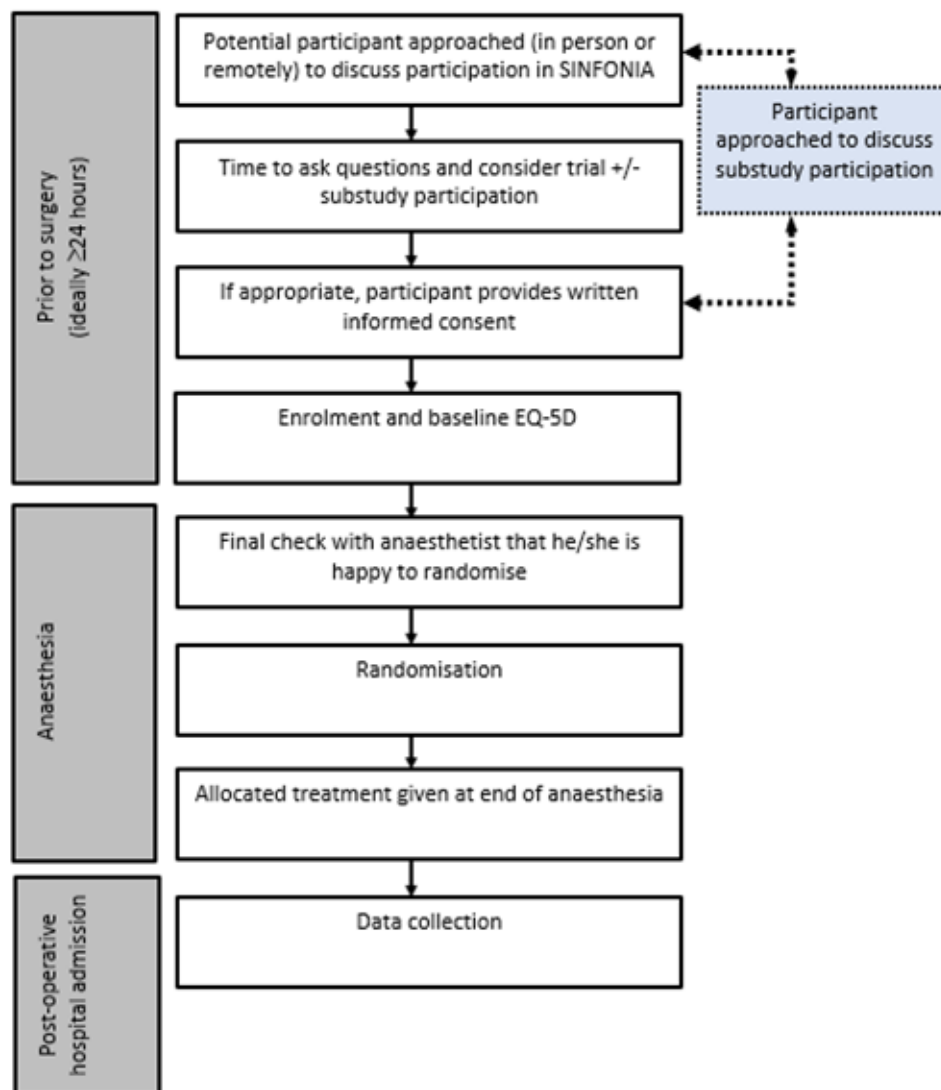 Prior to surgery
(ideally ≥24 hours)
Potential participant approached (in person or
remotely) to discuss participation in SINFONIA
Participant
approached to discuss
substudy participation
Time to ask questions and consider trial +/-
substudy participation
If appropriate, participant provides written
informed consent
Enrolment and baseline EQ-5D
Anaesthesia
Final check with anaesthetist that he/she is
happy to randomise
Randomisation
Allocated treatment given at end of anaesthesia
Post-operative
hospital admission
Data collection